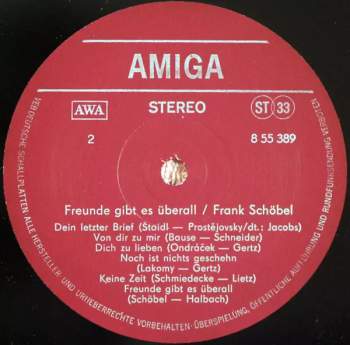 AMIGA
AWA
STEREO
ST 33
2
8 55 389
Freunde gibt es überall / Frank Schöbel
Dein letzter Brief (Staidl — Prostějovsky/dt.: Jacobs)
Von dir zu mir (Bause — Schneider)
Dich zu lieben (Ondráček — Gertz)
Noch ist nichts geschehn
(Lakomy — Gertz)
Keine Zeit (Schmiedecke — Lietz)
Freunde gibt es überall
(Schöbel — Halbach)
VEB DEUTSCHE SCHALLPLATTEN ALLE HERSTELLER- UND URHEBERRECHTE VORBEHALTEN · ÜBERSPIELUNG, ÖFFENTLICHE AUFFÜHRUNG UND RUNDFUNKSENDUNG VERBOTEN